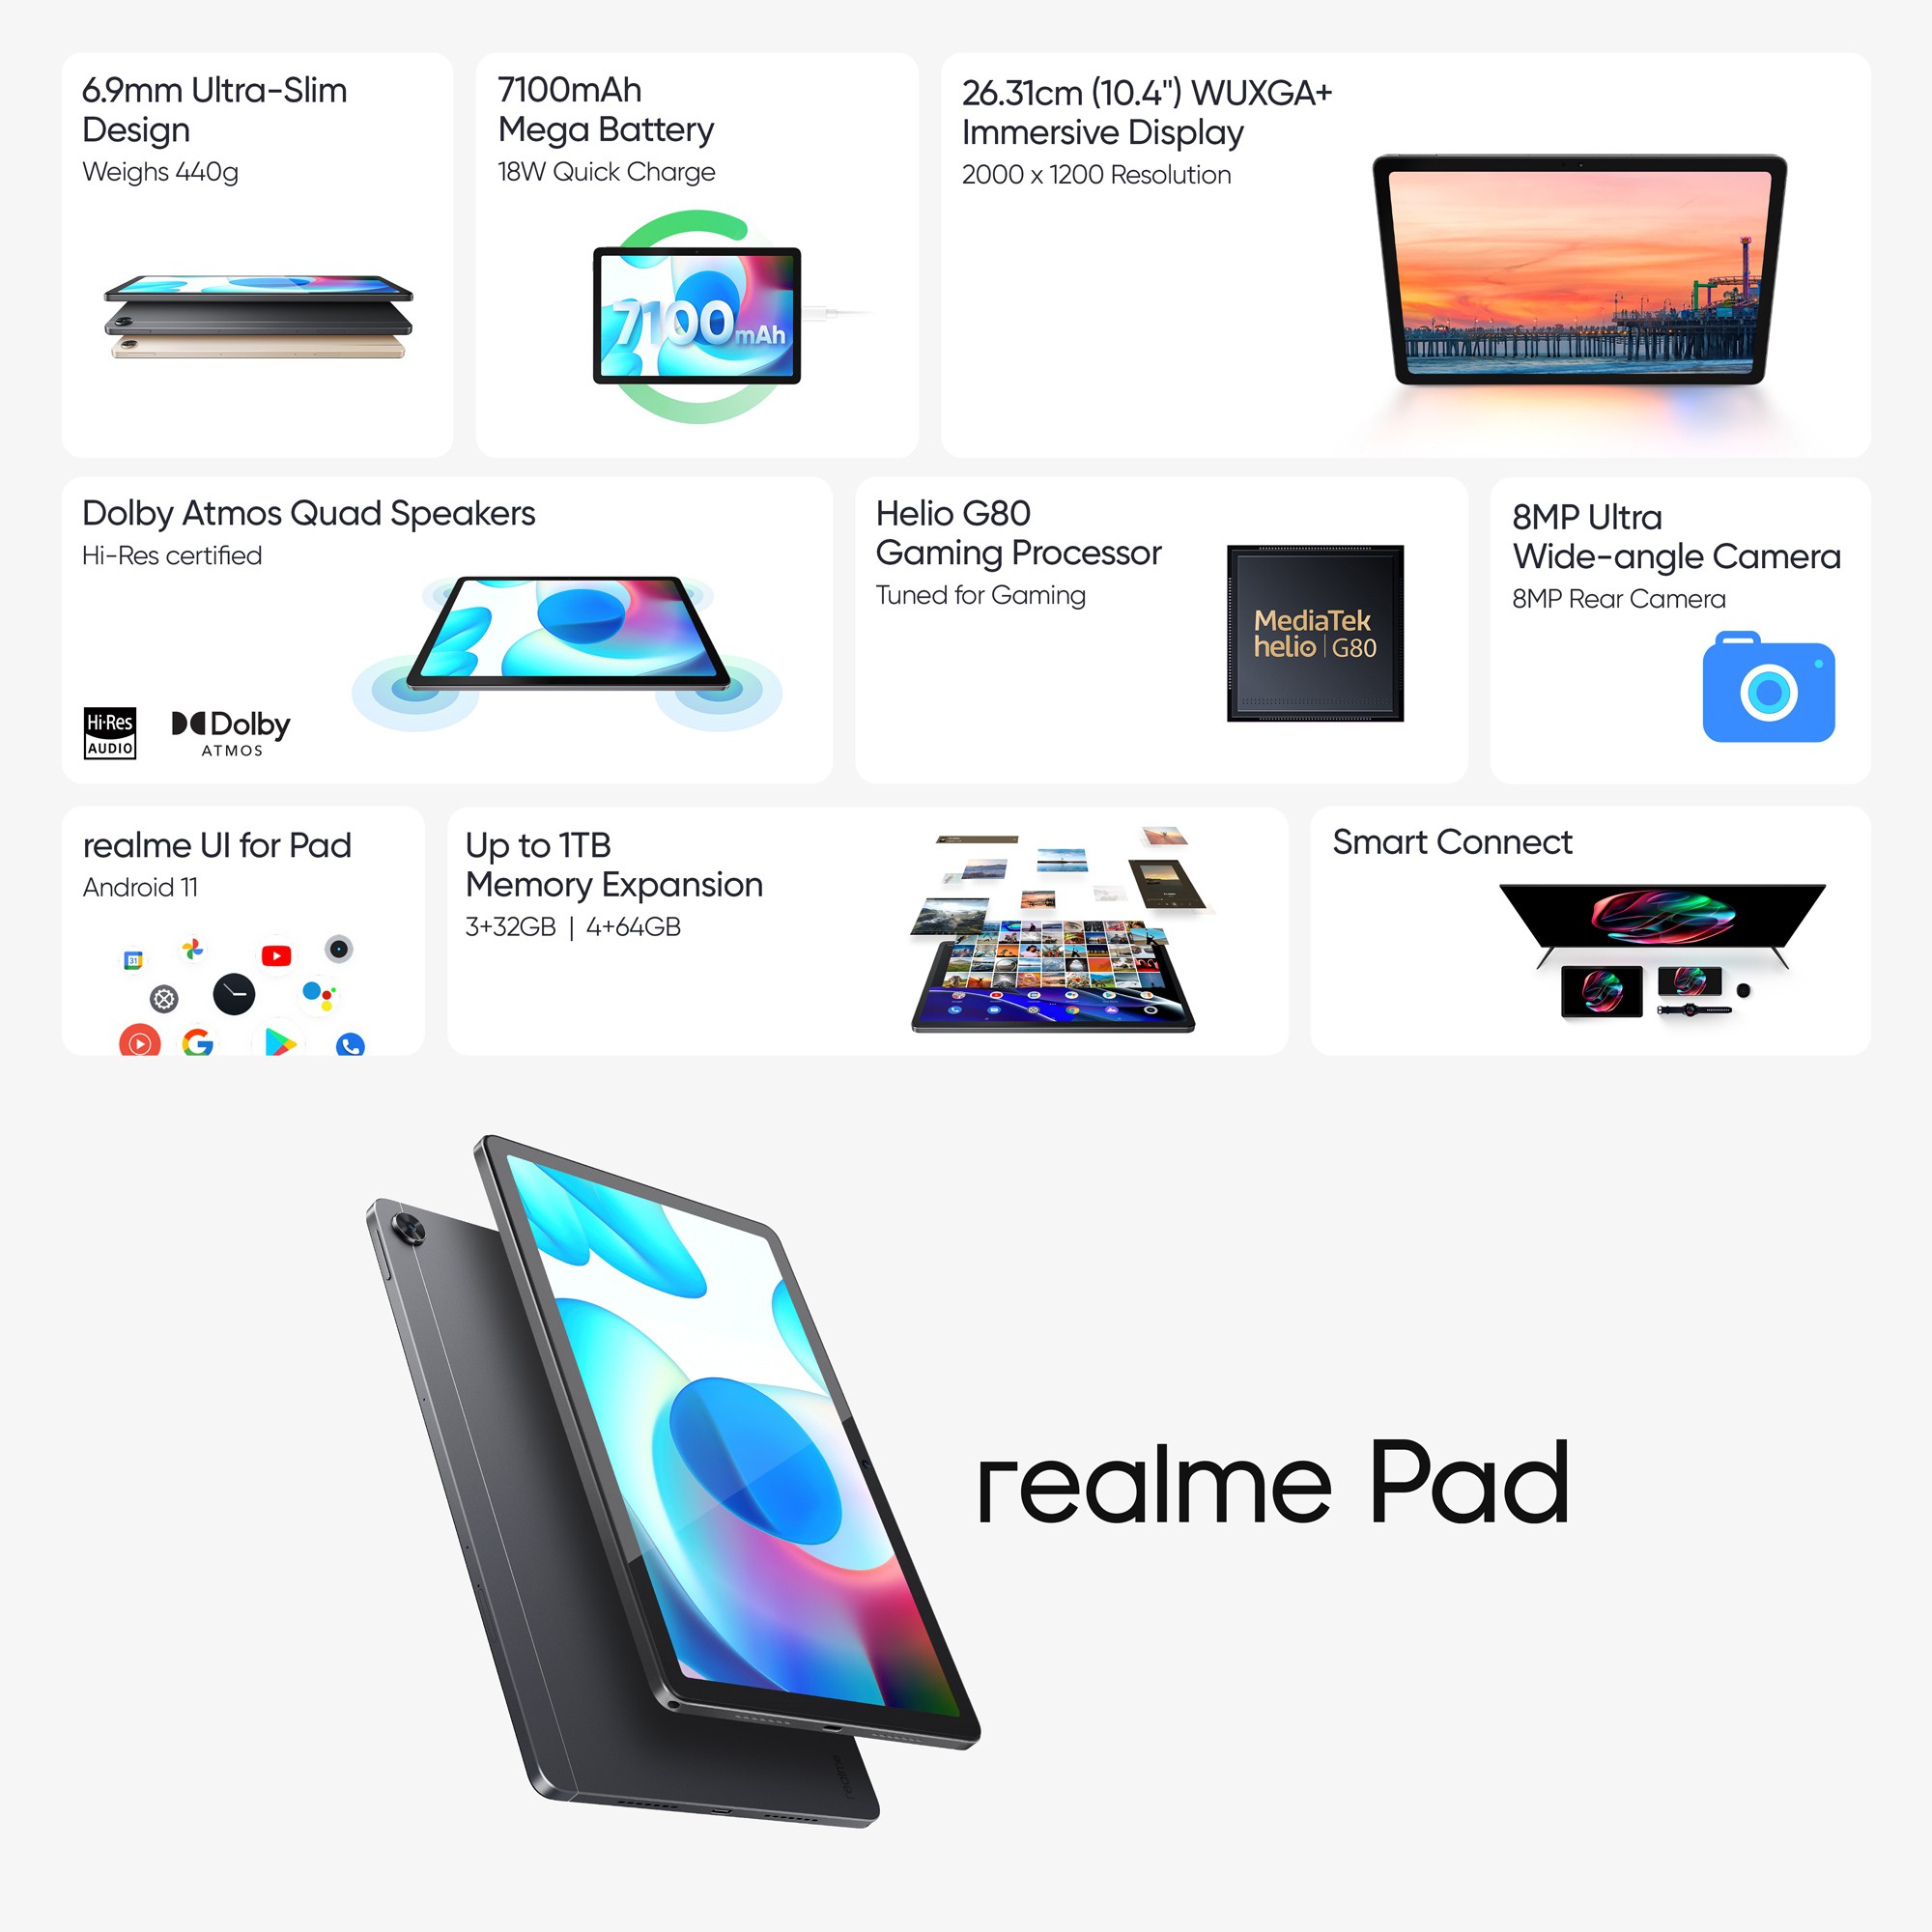 6.9mm Ultra-Slim
Design
Weighs 440g
7100mAh
Mega Battery
18W Quick Charge
7100mAh
26.31cm (10.4") WUXGA+
Immersive Display
2000 x 1200 Resolution
Dolby Atmos Quad Speakers
Hi-Res certified
Hi-Res
AUDIO
Dolby
ATMOS
Helio G80
Gaming Processor
Tuned for Gaming
MediaTek
helio | G80
8MP Ultra
Wide-angle Camera
8MP Rear Camera
realme UI for Pad
Android 11
31
Up to 1TB
Memory Expansion
3+32GB | 4+64GB
Smart Connect
realme
realme Pad